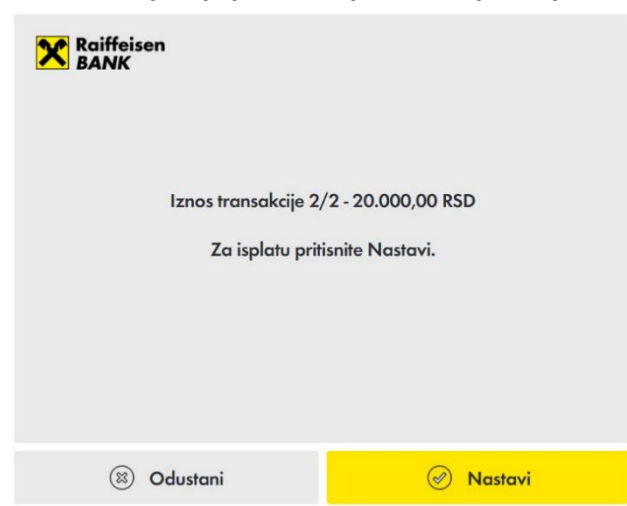 Raiffeisen
BANK
Iznos transakcije 2/2 - 20.000,00 RSD
Za isplatu pritisnite Nastavi.
Odustani
Nastavi